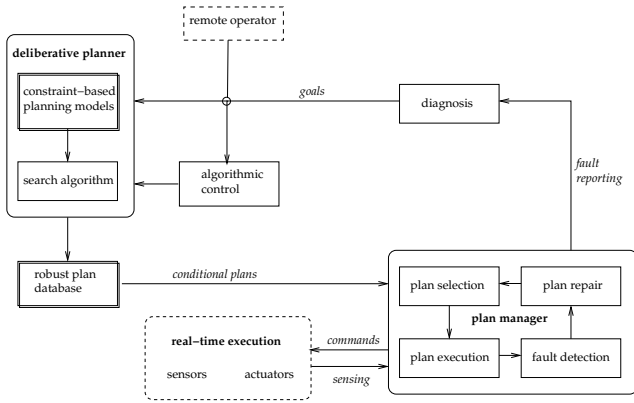 remote operator
deliberative planner
constraint−based
planning models
search algorithm
goals
diagnosis
algorithmic
control
fault
reporting
robust plan
database
conditional plans
plan selection
plan repair
plan manager
plan execution
fault detection
real−time execution
sensors actuators
commands
sensing